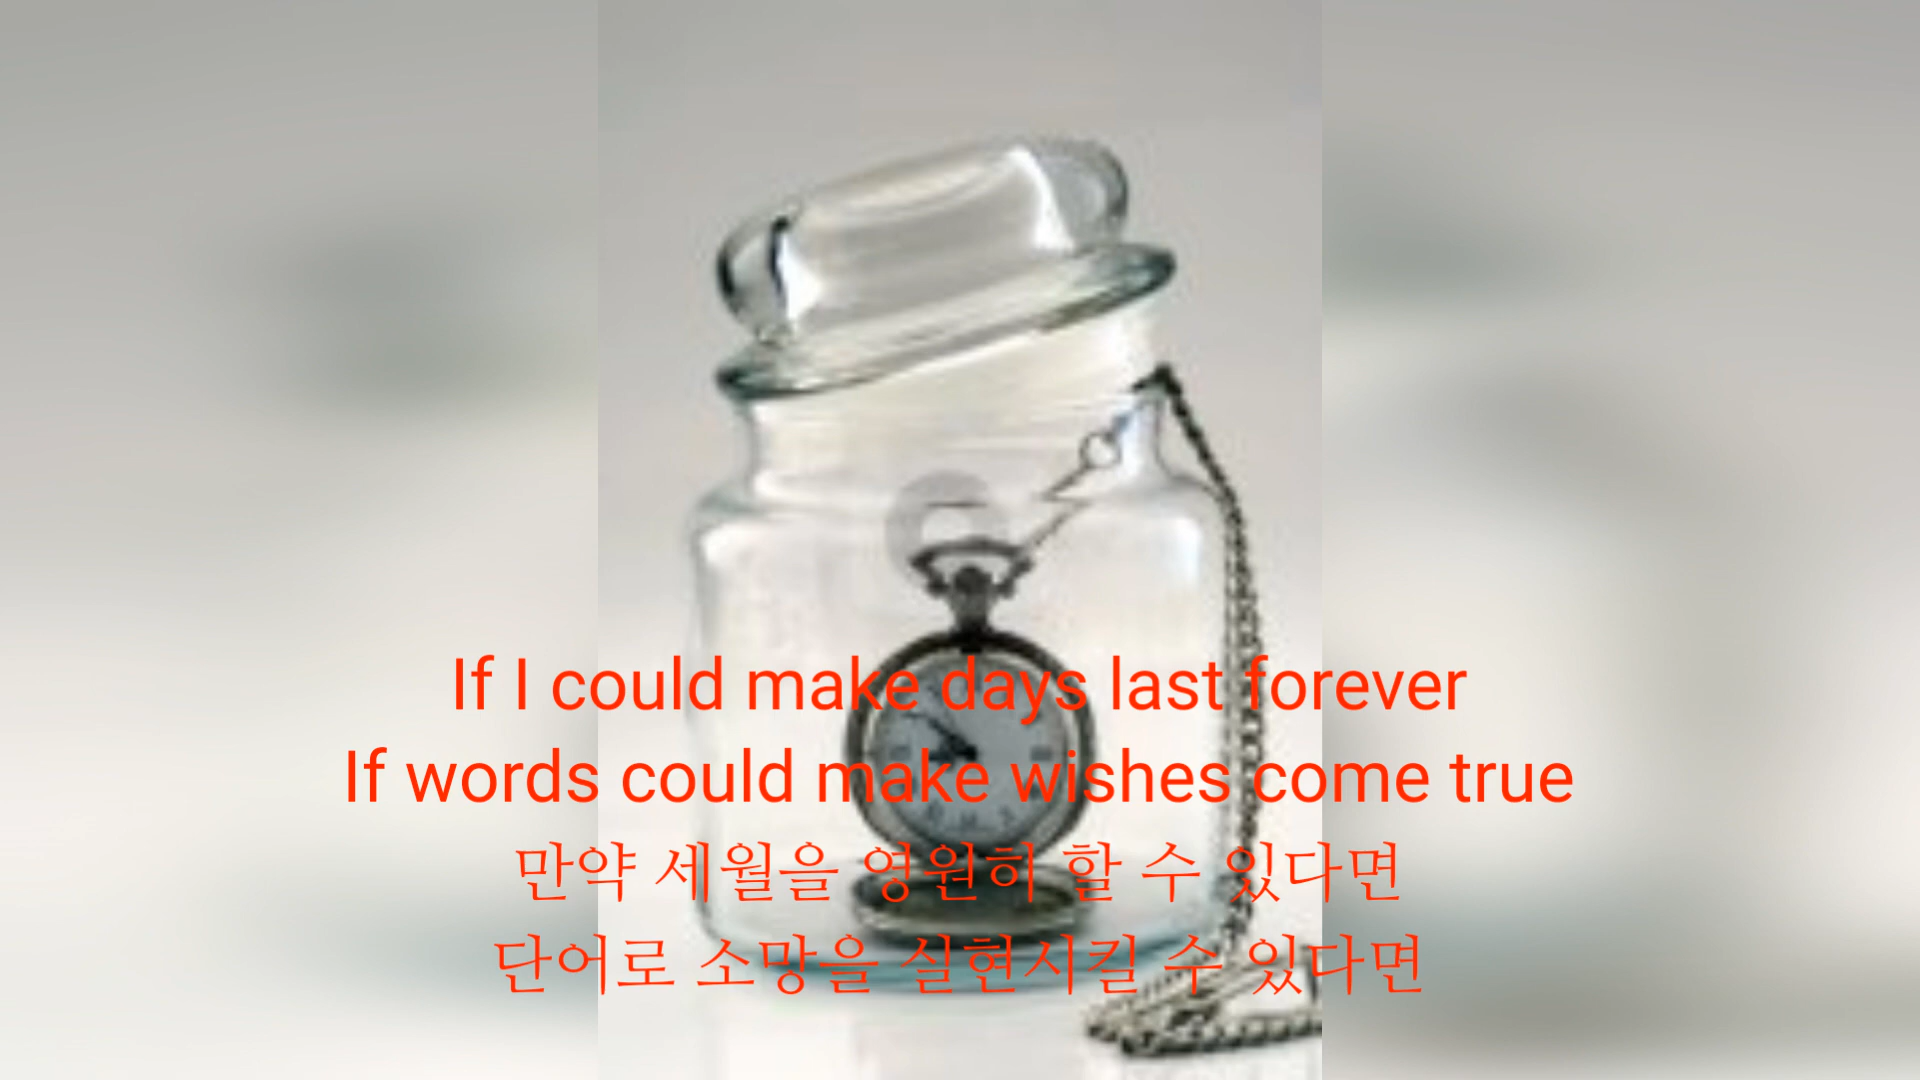 If I could make days last forever
If words could make wishes come true
만약 세월을 영원히 할 수 있다면
단어로 소망을 실현시킬 수 있다면